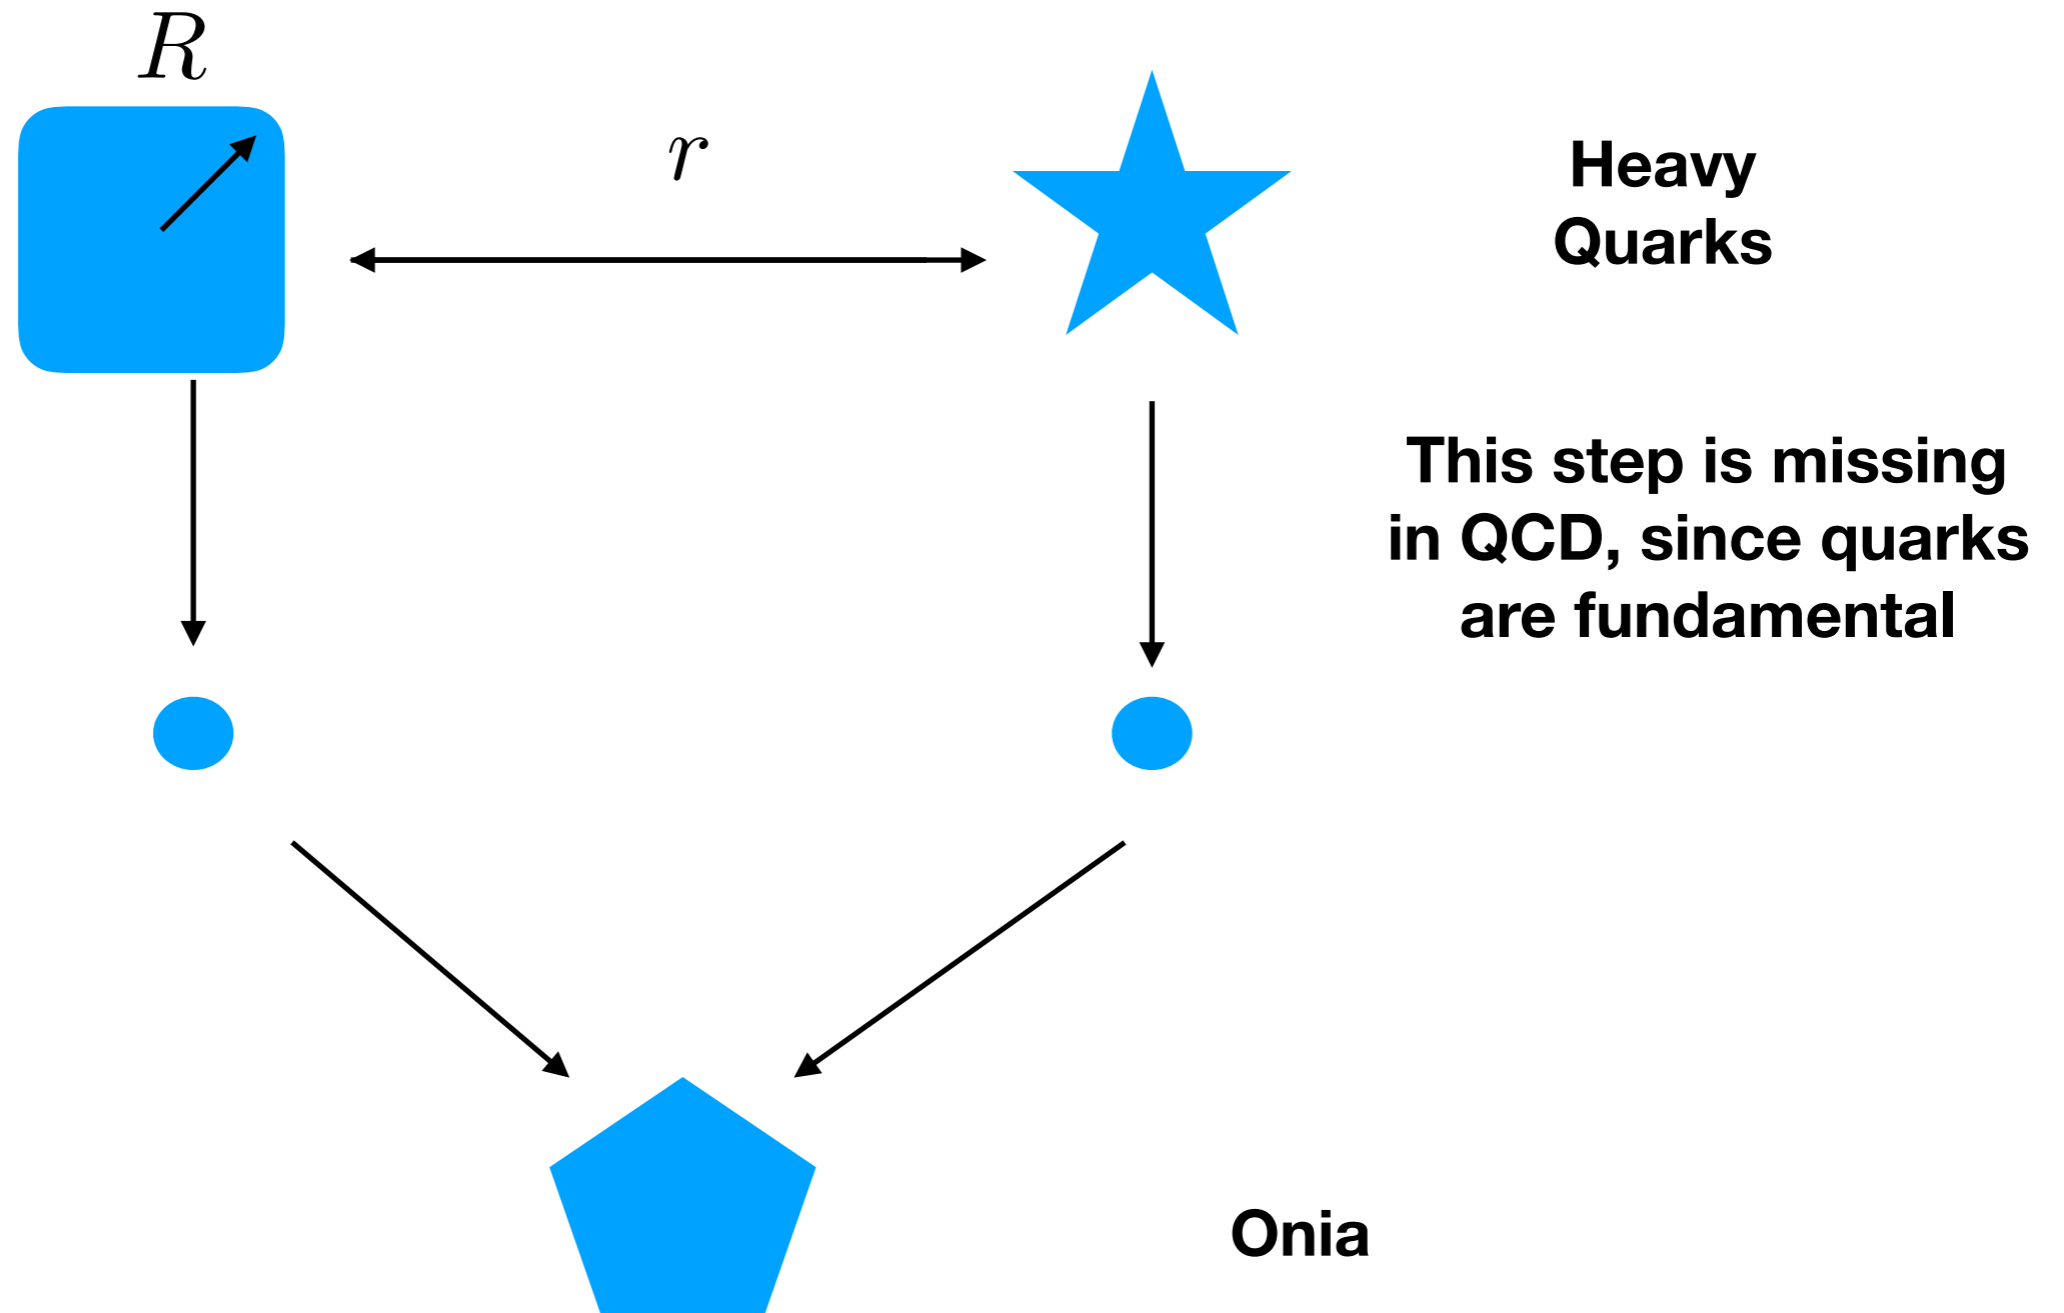 R
r
Heavy
Quarks
This step is missing
in QCD, since quarks
are fundamental
Onia